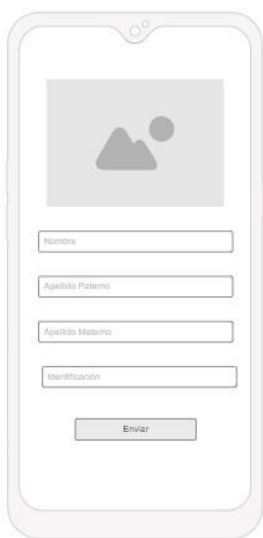 Nombre
Apellido Paterno
Apellido Materno
Identificación
Enviar